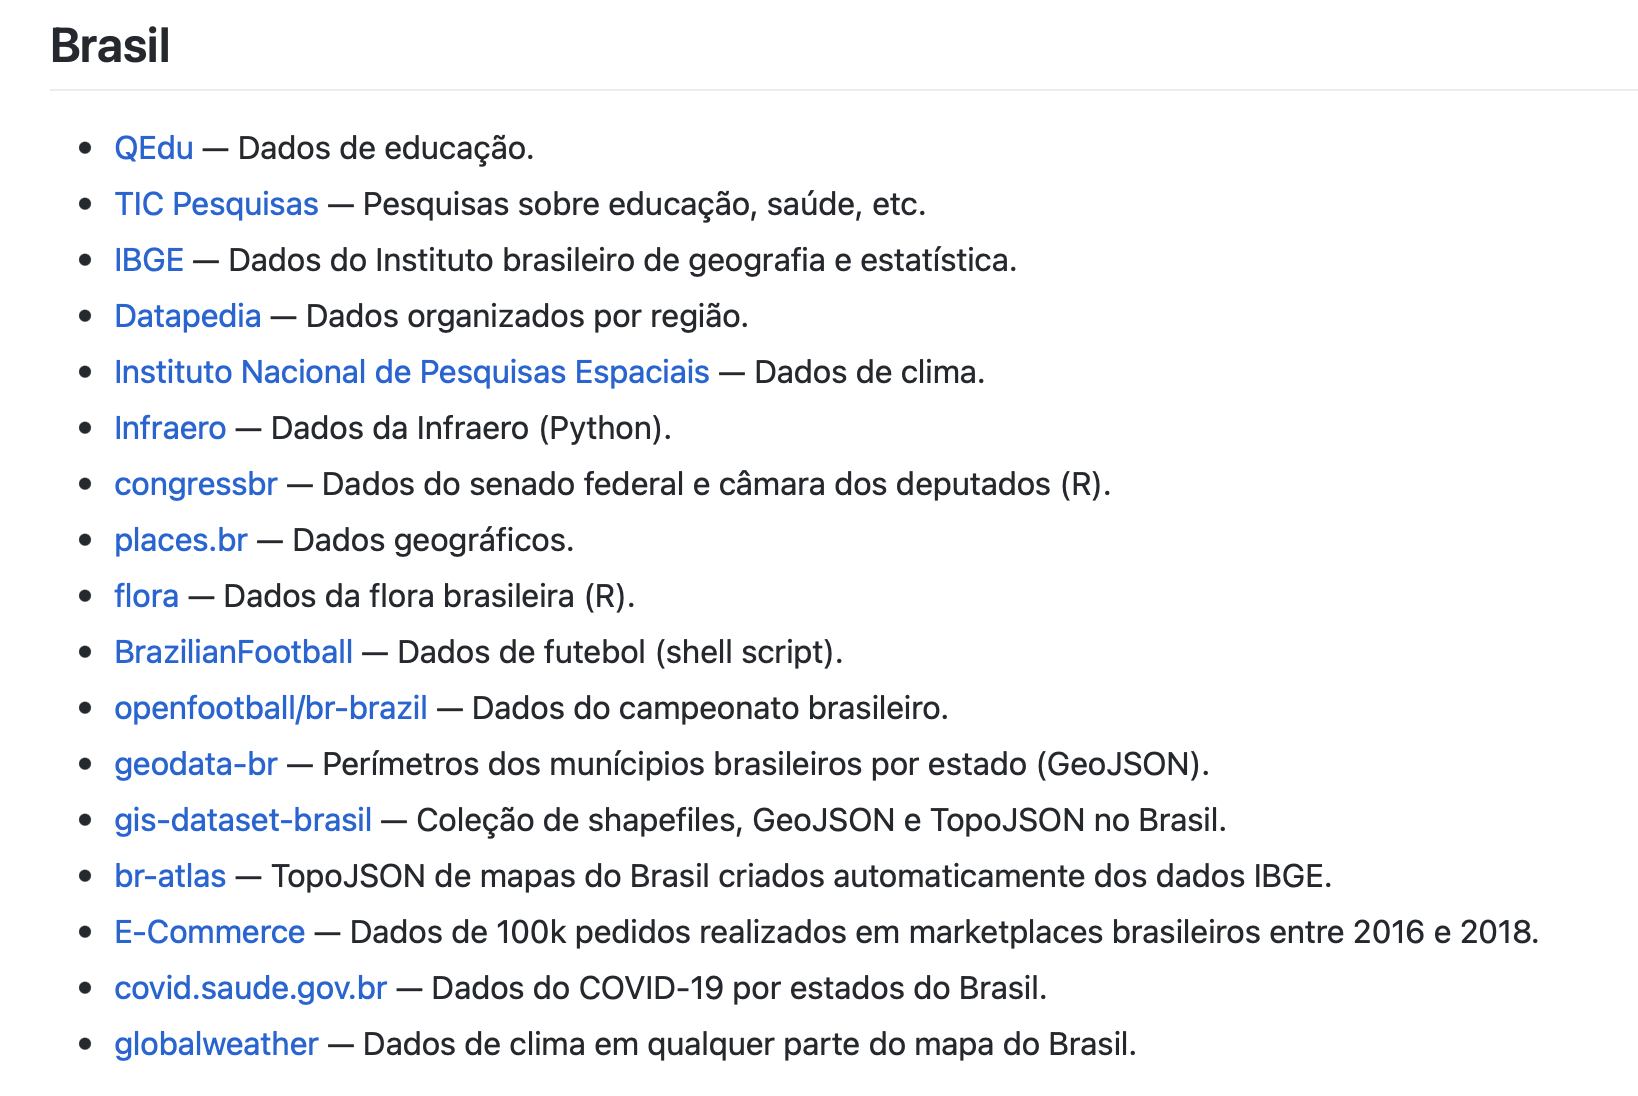 Brasil
QEdu — Dados de educação.
TIC Pesquisas — Pesquisas sobre educação, saúde, etc.
IBGE — Dados do Instituto brasileiro de geografia e estatística.
Datapedia — Dados organizados por região.
Instituto Nacional de Pesquisas Espaciais — Dados de clima.
Infraero — Dados da Infraero (Python).
congressbr — Dados do senado federal e câmara dos deputados (R).
places.br — Dados geográficos.
flora — Dados da flora brasileira (R).
BrazilianFootball — Dados de futebol (shell script).
openfootball/br-brazil — Dados do campeonato brasileiro.
geodata-br — Perímetros dos munícipios brasileiros por estado (GeoJSON).
gis-dataset-brasil — Coleção de shapefiles, GeoJSON e TopoJSON no Brasil.
br-atlas — TopoJSON de mapas do Brasil criados automaticamente dos dados IBGE.
E-Commerce — Dados de 100k pedidos realizados em marketplaces brasileiros entre 2016 e 2018.
covid.saude.gov.br — Dados do COVID-19 por estados do Brasil.
globalweather — Dados de clima em qualquer parte do mapa do Brasil.